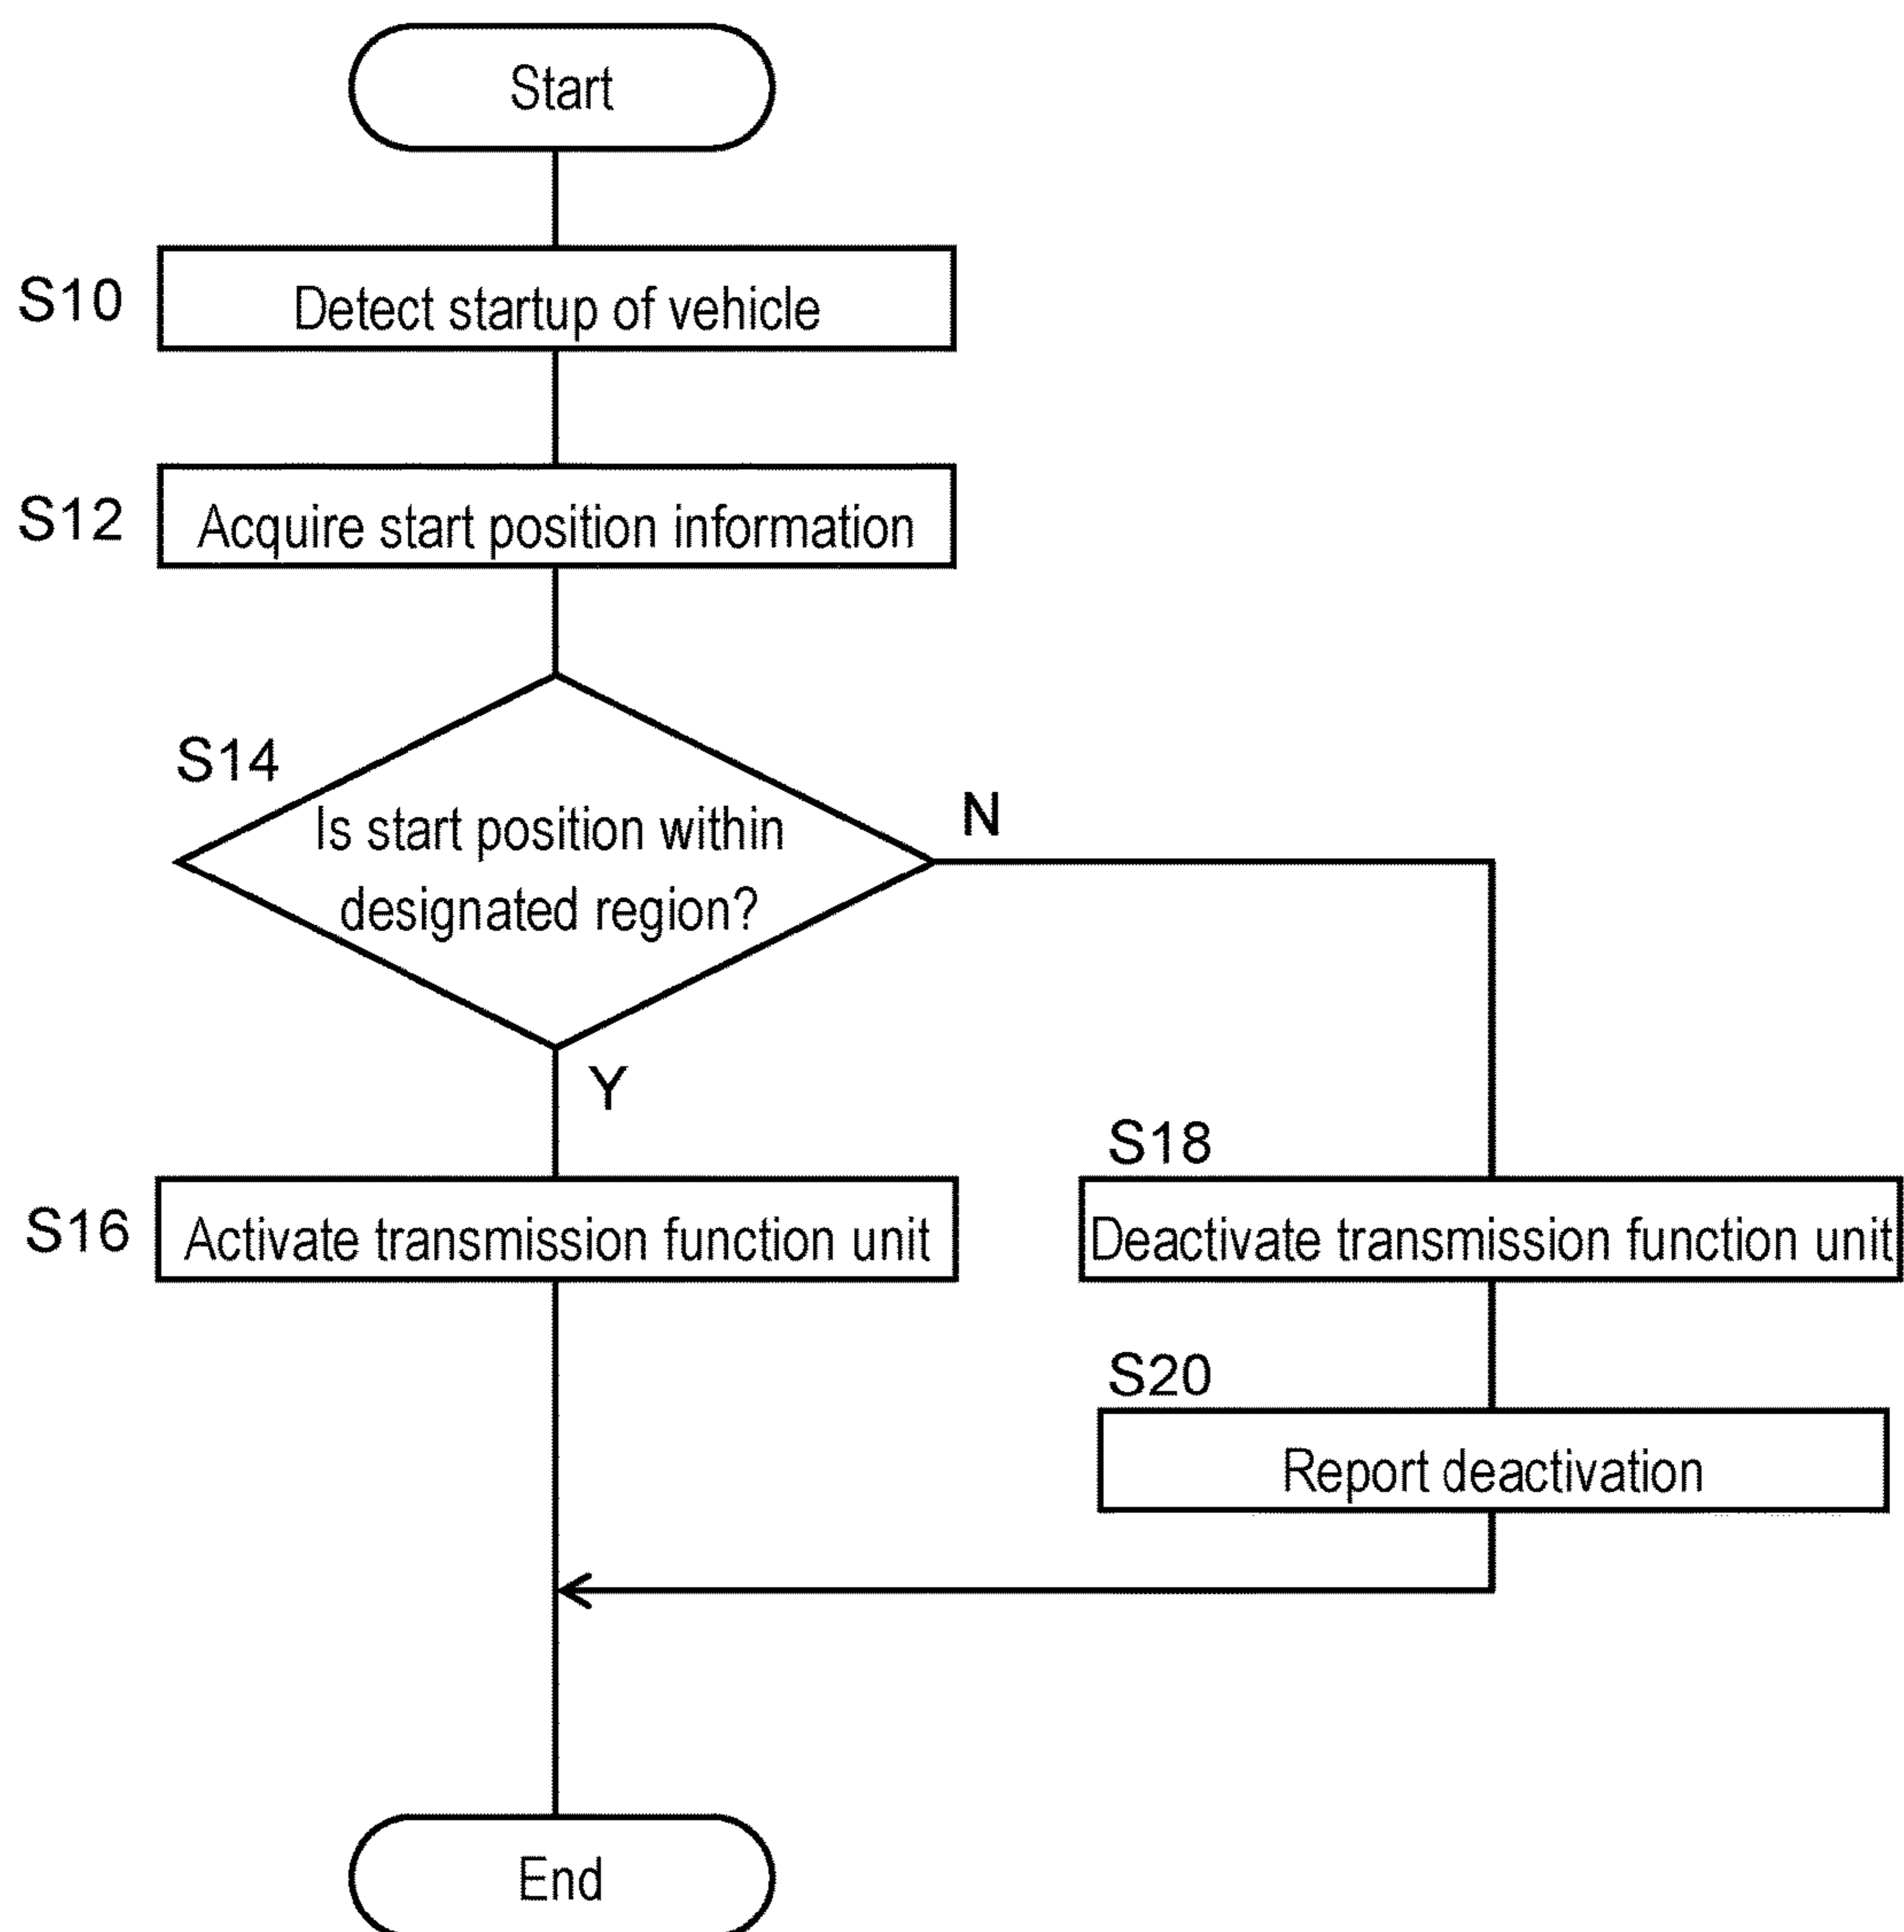 Start
S10
Detect startup of vehicle
S12
Acquire start position information
S14
Is start position within
designated region?
N
Y
S16
Activate transmission function unit
S18
Deactivate transmission function unit
S20
Report deactivation
End